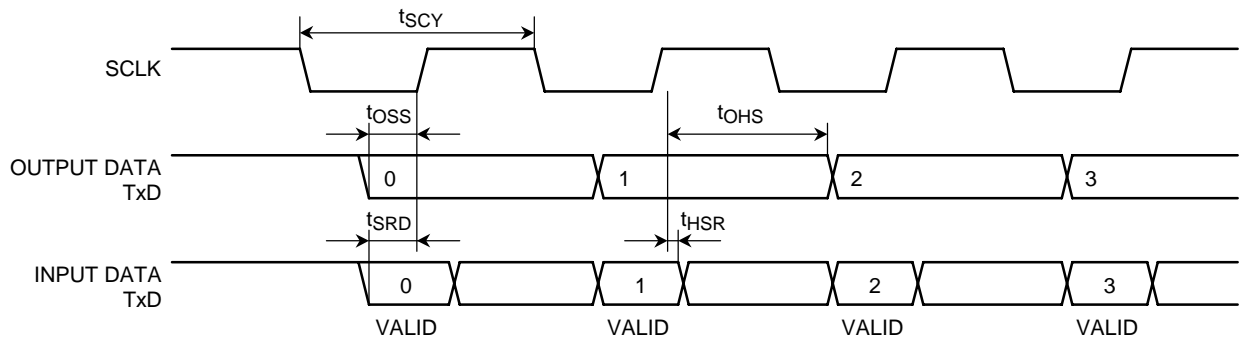 tSCY
SCLK
tOSS
tOHS
OUTPUT DATA
TxD
0
1
2
3
tSRD
tHSR
INPUT DATA
TxD
0
1
2
3
VALID
VALID
VALID
VALID